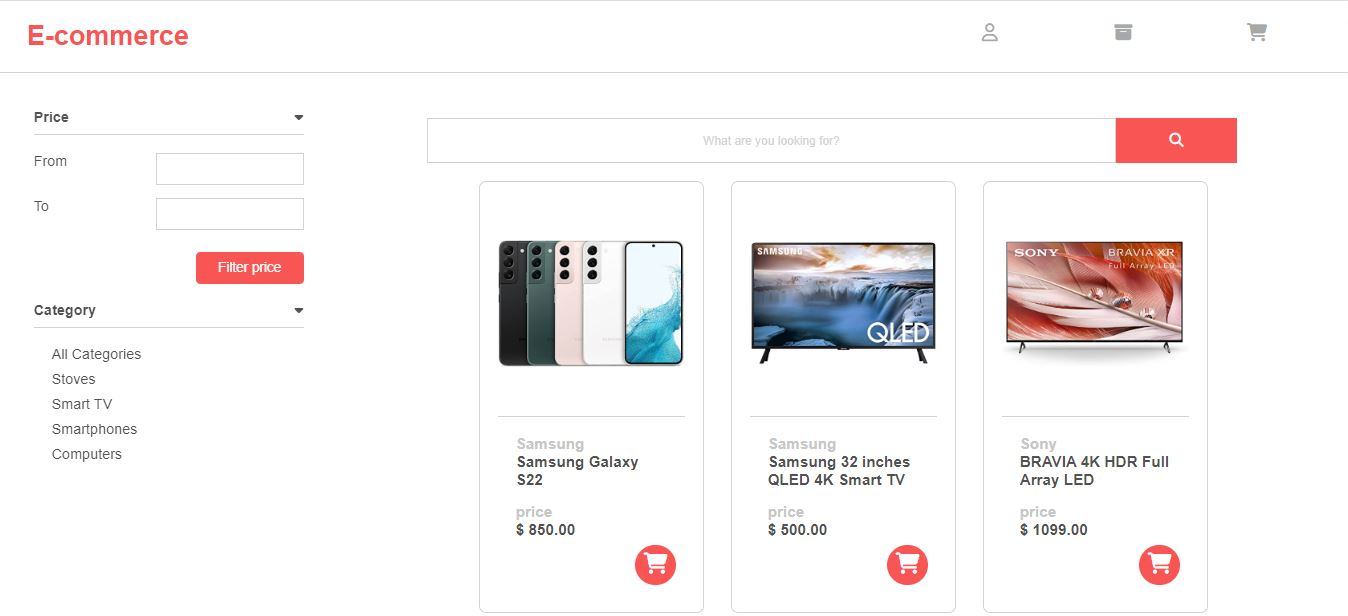 E-commerce
Price
From
To
Filter price
Category
All Categories
Stoves
Smart TV
Smartphones
Computers
What are you looking for?
Samsung
Samsung Galaxy
S22
price
$ 850.00
SAMSUNG
QLED
Samsung
Samsung 32 inches
QLED 4K Smart TV
price
$ 500.00
SONY
BRAVIA XR
Full Array LED
Sony
BRAVIA 4K HDR Full
Array LED
price
$ 1099.00